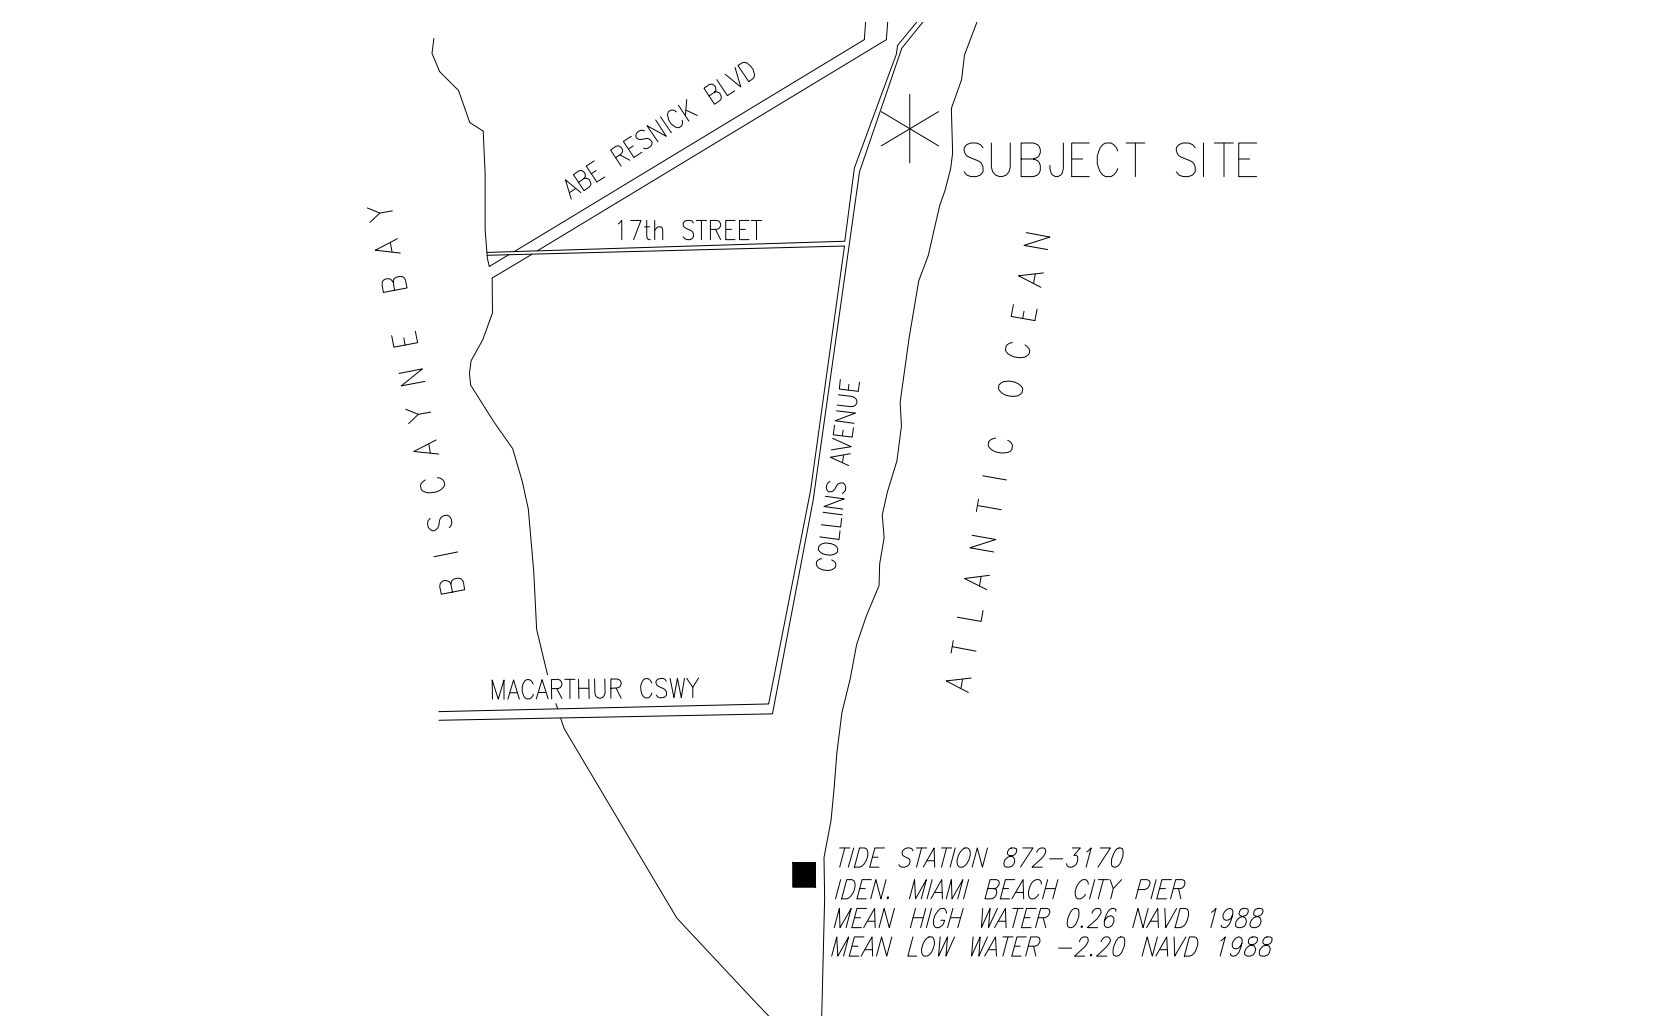 ABE RESNICK BLVD
SUBJECT SITE
17th STREET
BISCAYNE BAY
ATLANTIC OCEAN
COLLINS AVENUE
MACARTHUR CSWY
TIDE STATION 872-3170
IDEN. MIAMI BEACH CITY PIER
MEAN HIGH WATER 0.26 NAVD 1988
MEAN LOW WATER -2.20 NAVD 1988